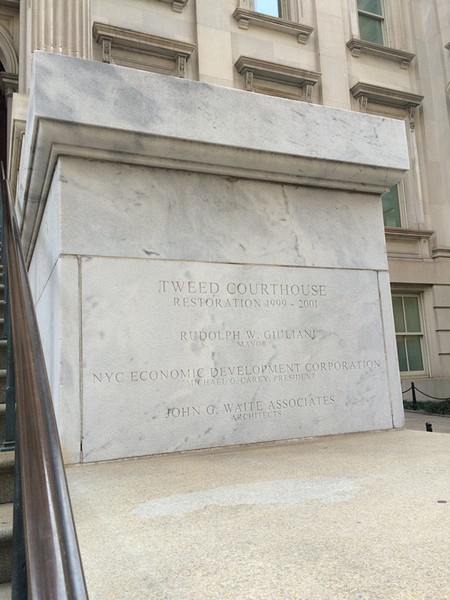 TWEED COURTHOUSE
RESTORATION 1999 - 2001
RUDOLPH W. GIULIANI
MAYOR
NYC ECONOMIC DEVELOPMENT CORPORATION
MICHAEL G. CAREY, PRESIDENT
JOHN G. WAITE ASSOCIATES
ARCHITECTS